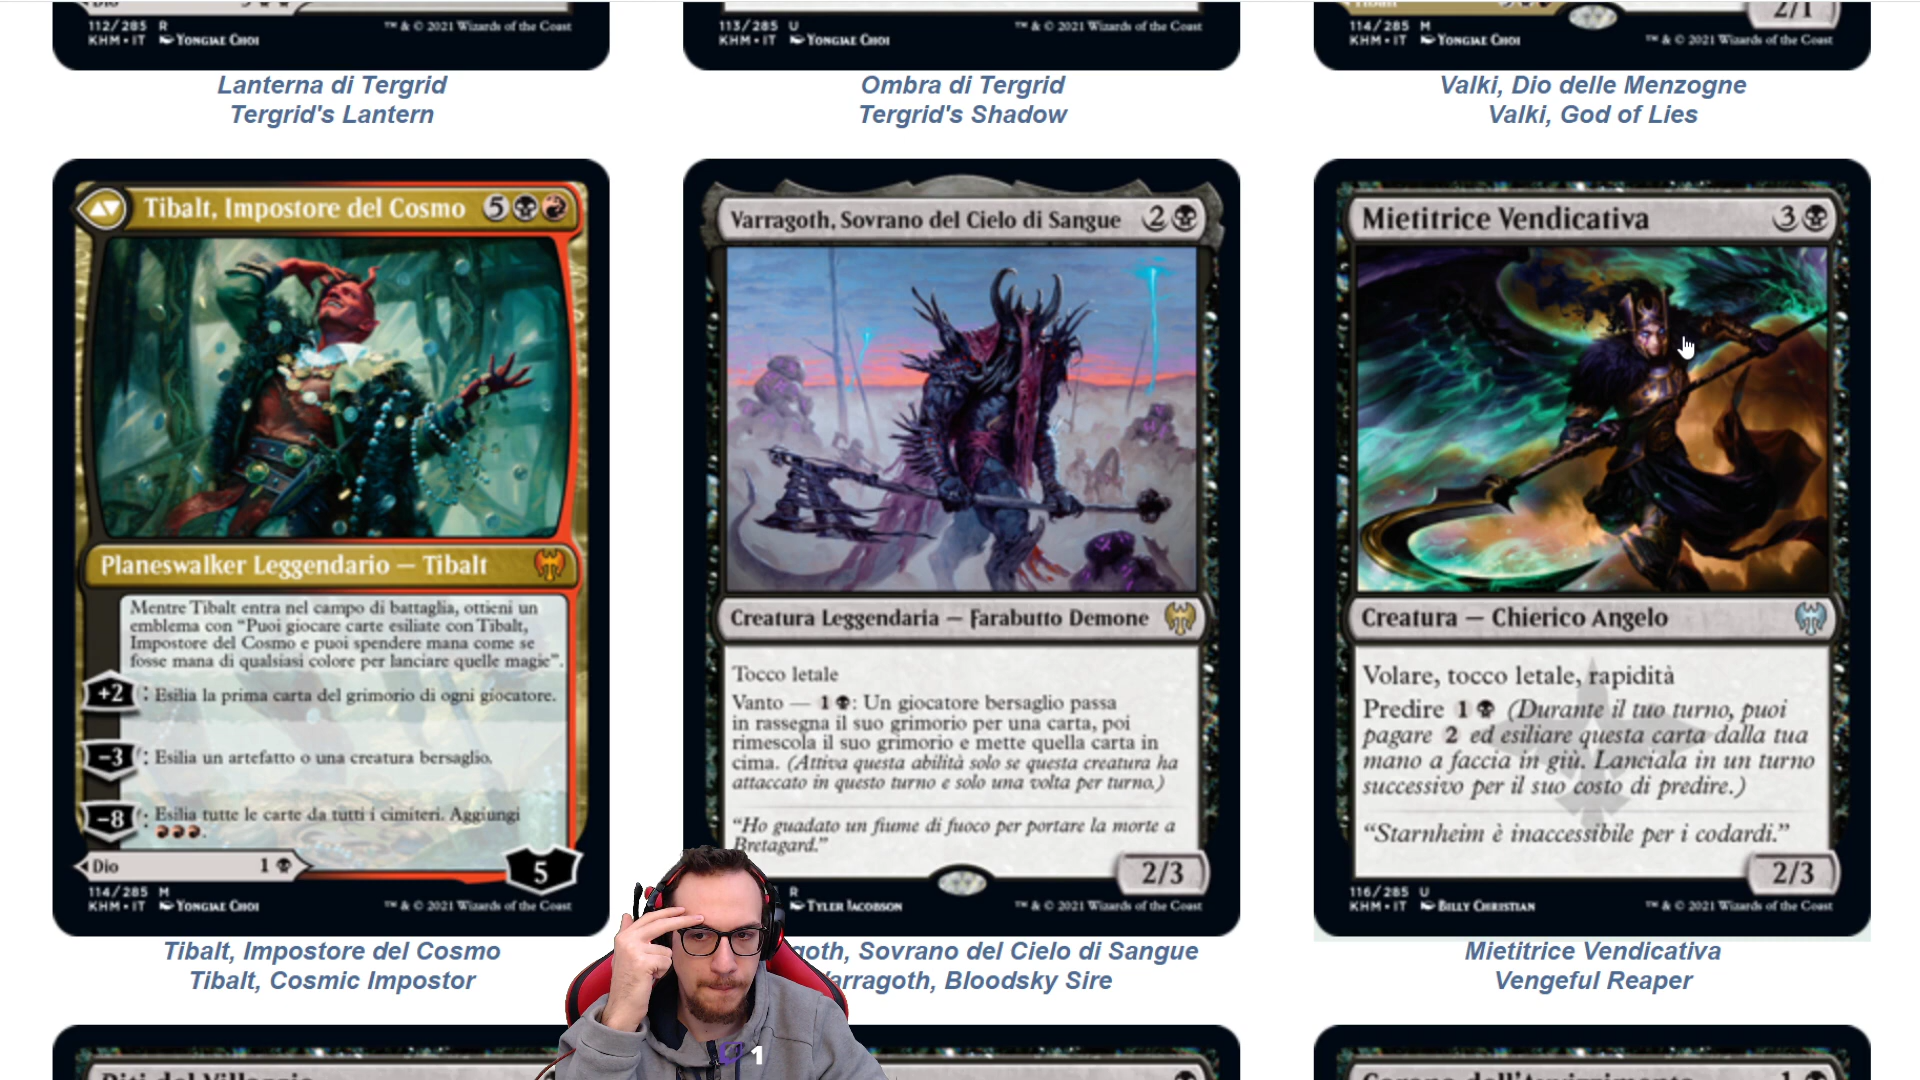 112/285 R
KHM • IT YONGJAE CHOI
™ & © 2021 Wizards of the Coast
Lanterna di Tergrid
Tergrid's Lantern
113/285 U
KHM • IT YONGJAE CHOI
™ & © 2021 Wizards of the Coast
Ombra di Tergrid
Tergrid's Shadow
2/1
114/285 M
KHM • IT YONGJAE CHOI
™ & © 2021 Wizards of the Coast
Valki, Dio delle Menzogne
Valki, God of Lies
Tibalt, Impostore del Cosmo 5
Planeswalker Leggendario — Tibalt
Mentre Tibalt entra nel campo di battaglia, ottieni un
emblema con “Puoi giocare carte esiliate con Tibalt,
Impostore del Cosmo e puoi spendere mana come se
fosse mana di qualsiasi colore per lanciare quelle magie”.
+2 : Esilia la prima carta del grimorio di ogni giocatore.
−3 : Esilia un artefatto o una creatura bersaglio.
−8 : Esilia tutte le carte da tutti i cimiteri. Aggiungi
.
Dio 1
5
114/285 M
KHM • IT YONGJAE CHOI
™ & © 2021 Wizards of the Coast
Tibalt, Impostore del Cosmo
Tibalt, Cosmic Impostor
Varragoth, Sovrano del Cielo di Sangue 2
Creatura Leggendaria — Farabutto Demone
Tocco letale
Vanto — 1 : Un giocatore bersaglio passa
in rassegna il suo grimorio per una carta, poi
rimescola il suo grimorio e mette quella carta in
cima. (Attiva questa abilità solo se questa creatura ha
attaccato in questo turno e solo una volta per turno.)
“Ho guadato un fiume di fuoco per portare la morte a
Bretagard.”
2/3
R
TYLER JACOBSON
™ & © 2021 Wizards of the Coast
goth, Sovrano del Cielo di Sangue
arragoth, Bloodsky Sire
Mietitrice Vendicativa 3
Creatura — Chierico Angelo
Volare, tocco letale, rapidità
Predire 1 (Durante il tuo turno, puoi
pagare 2 ed esiliare questa carta dalla tua
mano a faccia in giù. Lanciala in un turno
successivo per il suo costo di predire.)
“Starnheim è inaccessibile per i codardi.”
2/3
116/285 U
KHM • IT BILLY CHRISTIAN
™ & © 2021 Wizards of the Coast
Mietitrice Vendicativa
Vengeful Reaper
1